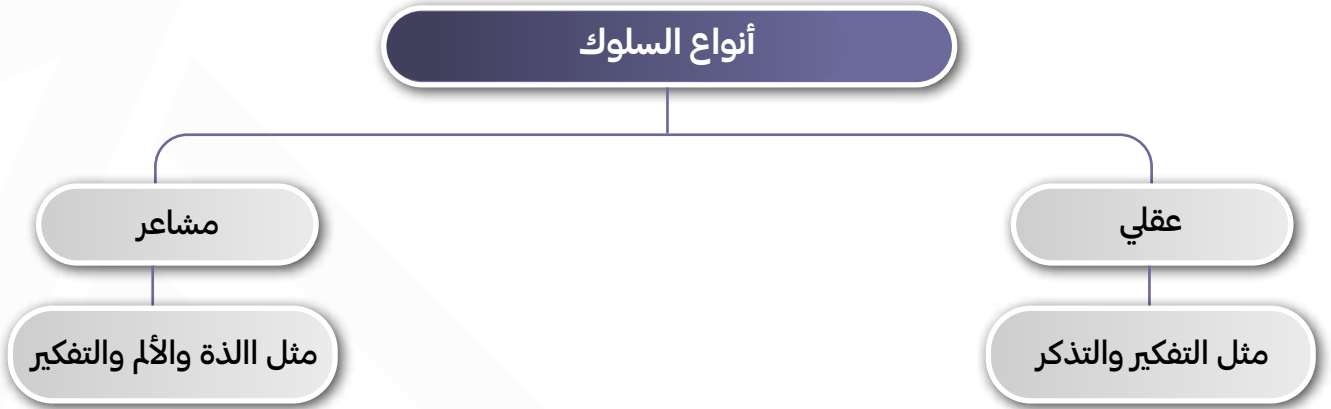 أنواع السلوك
عقلي
مشاعر
مثل التفكير والتذكر
مثل االذة والألم والتفكير